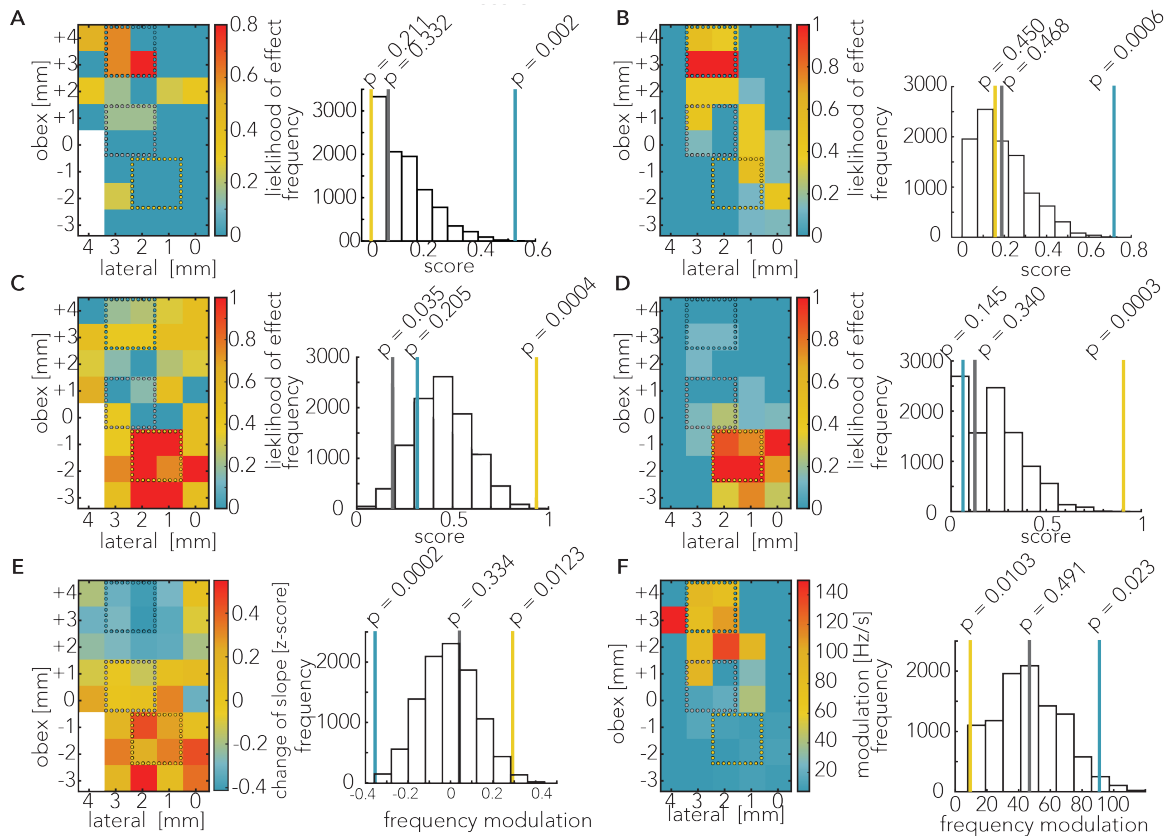 A
+4
+3
+2
+1
0
-1
-2
-3
obex [mm]
4 3 2 1 0
lateral [mm]
0.8
0.6
0.4
0.2
0
lieklihood of effect
p = 0.211
p = 0.332
p = 0.002
3000
2000
1000
00
frequency
0 0.2 0.4 0.6
score
B
+4
+3
+2
+1
0
-1
-2
-3
obex [mm]
4 3 2 1 0
lateral [mm]
1
0.8
0.6
0.4
0.2
0
lieklihood of effect
p = 0.450
p = 0.468
p = 0.0006
3000
2000
1000
0
frequency
0 0.2 0.4 0.6 0.8
score
C
+4
+3
+2
+1
0
-1
-2
-3
obex [mm]
4 3 2 1 0
lateral [mm]
1
0.8
0.6
0.4
0.2
0
lieklihood of effect
p = 0.035
p = 0.205
p = 0.0004
3000
2000
1000
0
frequency
0 0.5 1
score
D
+4
+3
+2
+1
0
-1
-2
-3
obex [mm]
4 3 2 1 0
lateral [mm]
1
0.8
0.6
0.4
0.2
0
lieklihood of effect
p = 0.145
p = 0.340
p = 0.0003
3000
2000
1000
0
frequency
0 0.5 1
score
E
+4
+3
+2
+1
0
-1
-2
-3
obex [mm]
4 3 2 1 0
lateral [mm]
0.4
0.2
0
-0.2
-0.4
change of slope [z-score]
p = 0.0002
p = 0.334
p = 0.0123
2000
1000
0
frequency
-0.4 -0.2 0 0.2 0.4
frequency modulation
F
+4
+3
+2
+1
0
-1
-2
-3
obex [mm]
4 3 2 1 0
lateral [mm]
140
120
100
80
60
40
20
modulation [Hz/s]
p = 0.0103
p = 0.491
p = 0.023
2000
1000
0
frequency
0 20 40 60 80 100
frequency modulation